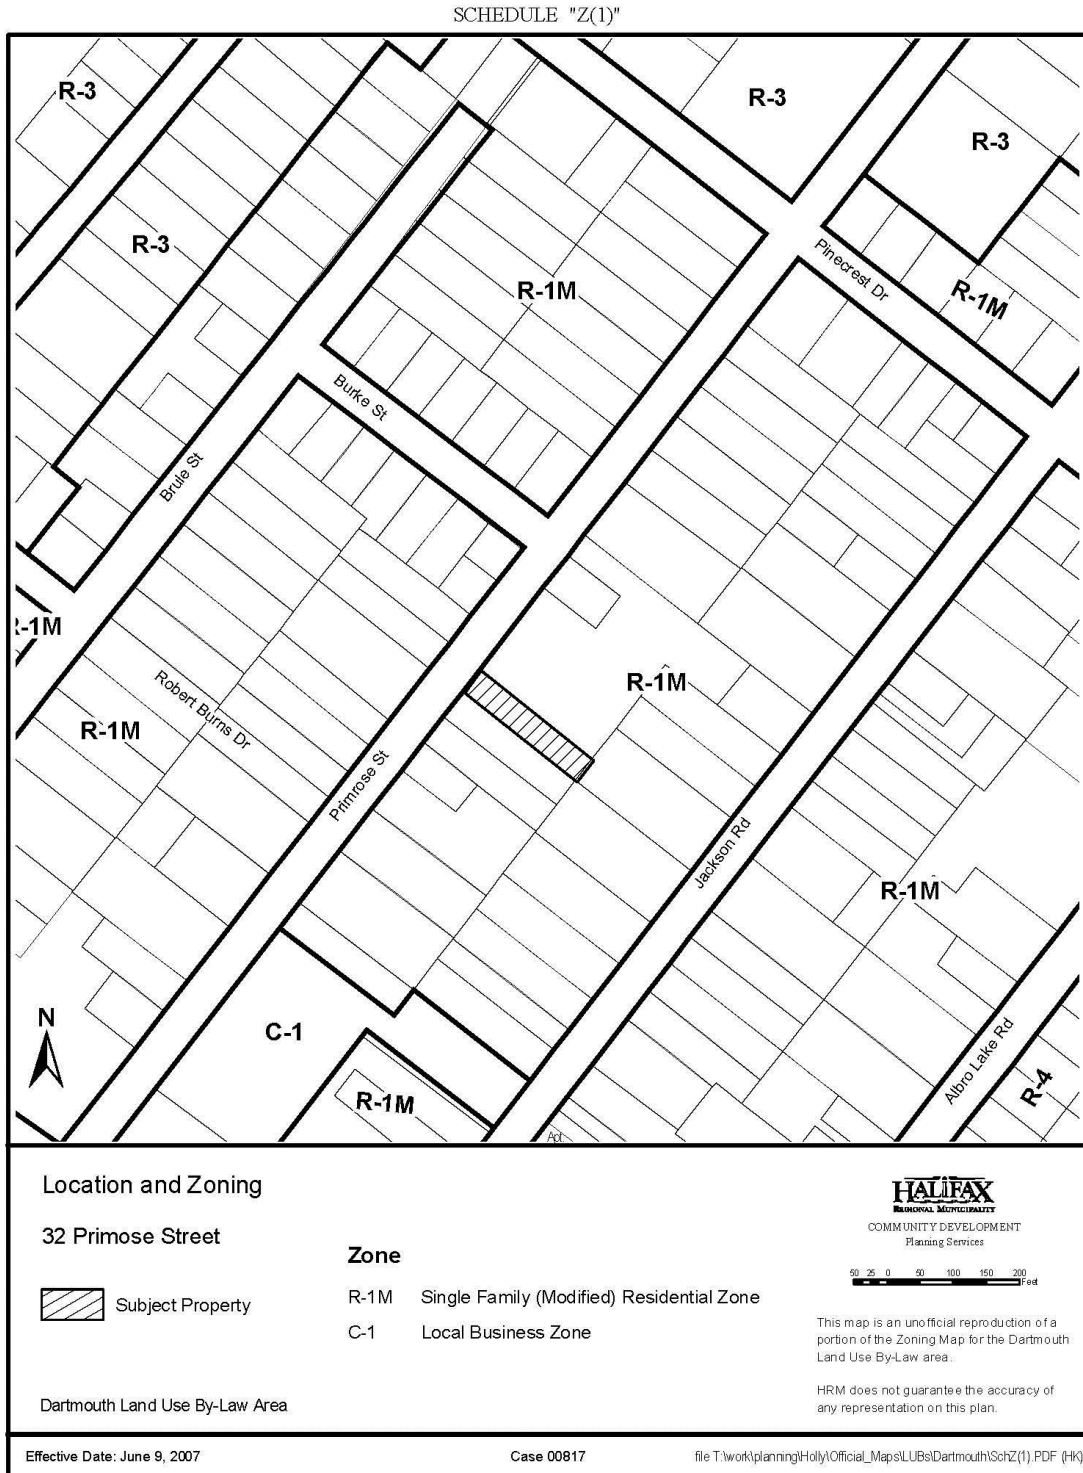 SCHEDULE "Z(1)"
R-3
R-3
R-3
R-3
Pinecrest Dr
R-1M
R-1M
Burke St
Brule St
R-1M
R-1M
Robert Burns Dr
R-1M
Primrose St
Jackson Rd
R-1M
N
C-1
R-1M
Albro Lake Rd
R-4
Apt.
Location and Zoning
32 Primose Street
Subject Property
Dartmouth Land Use By-Law Area
Zone
R-1M Single Family (Modified) Residential Zone
C-1 Local Business Zone
HALIFAX
REGIONAL MUNICIPALITY
COMMUNITY DEVELOPMENT
Planning Services
50 25 0 50 100 150 200
Feet
This map is an unofficial reproduction of a
portion of the Zoning Map for the Dartmouth
Land Use By-Law area.
HRM does not guarantee the accuracy of
any representation on this plan.
Effective Date: June 9, 2007
Case 00817
file T:\work\planning\Holly\Official_Maps\LUBs\Dartmouth\SchZ(1).PDF (HK)